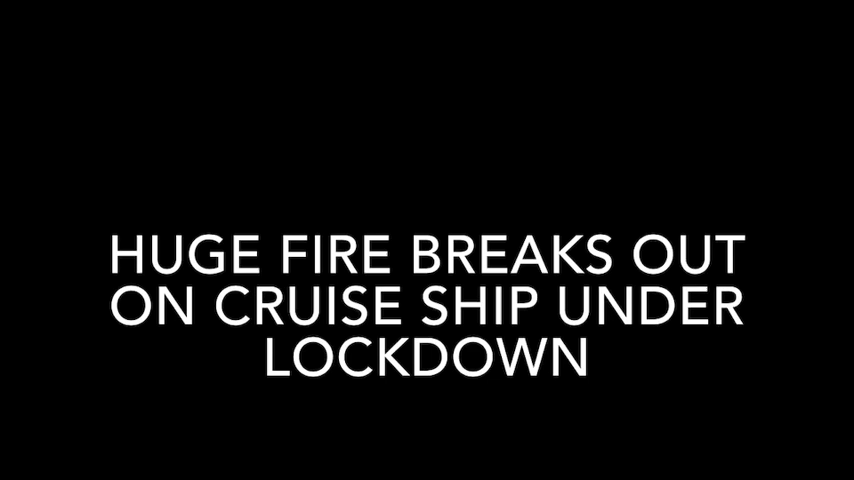 HUGE FIRE BREAKS OUT
ON CRUISE SHIP UNDER
LOCKDOWN